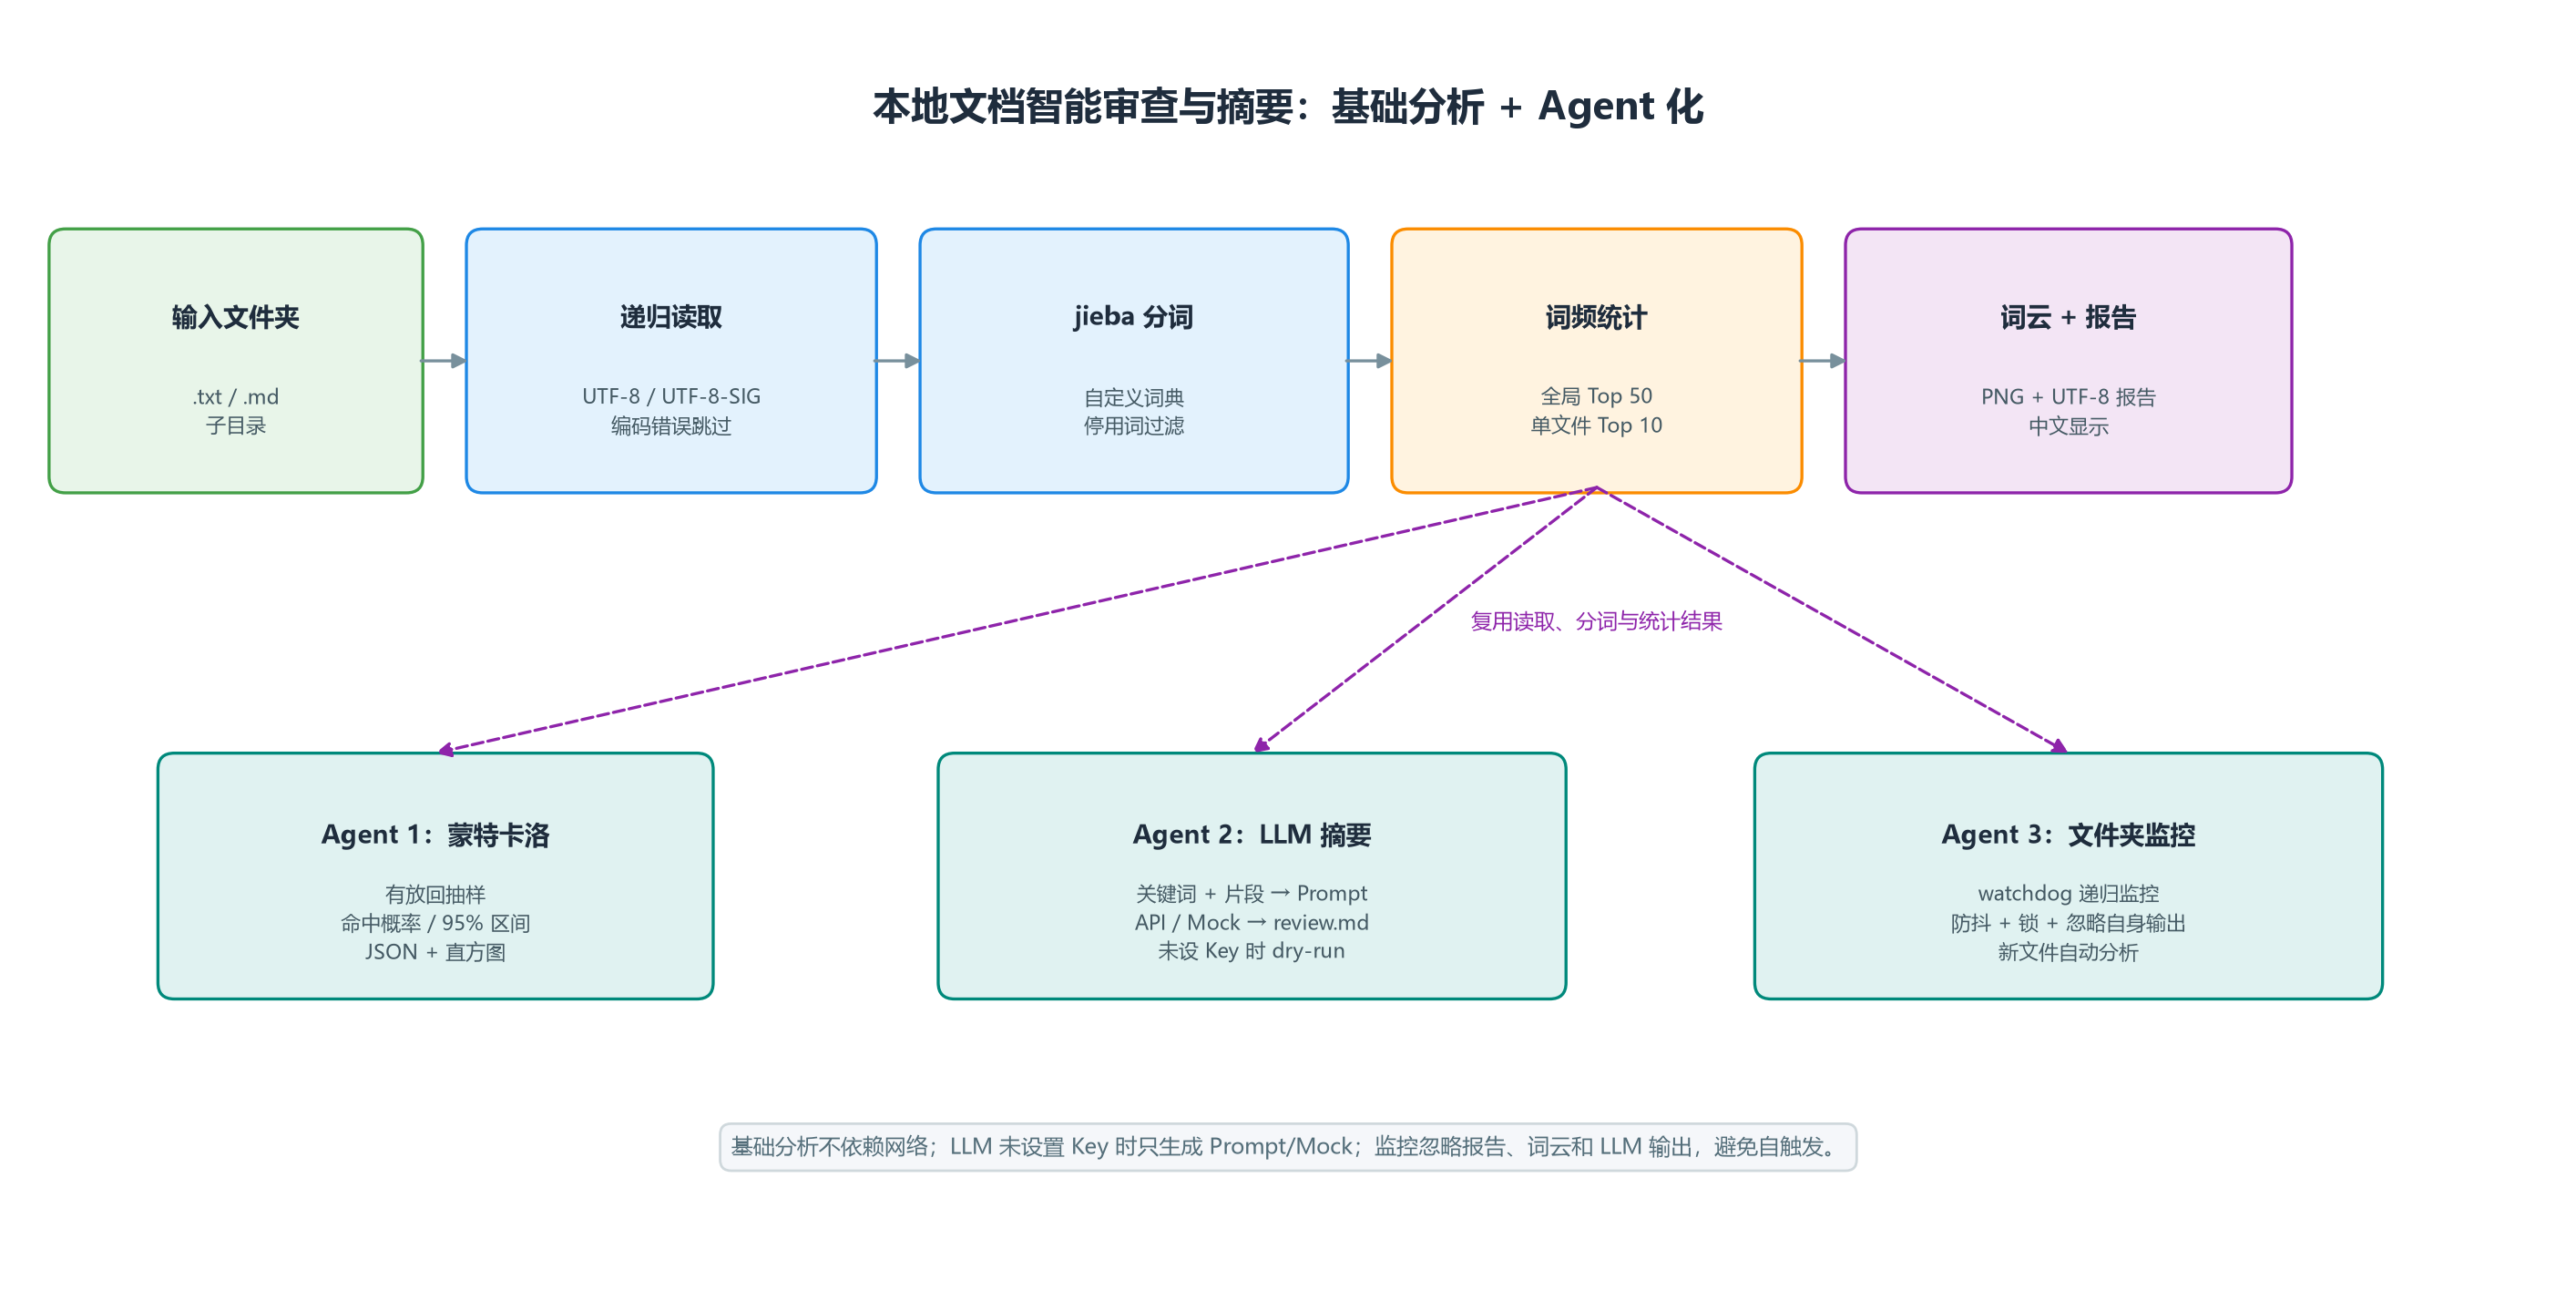 本地文档智能审查与摘要：基础分析 + Agent 化
输入文件夹
.txt / .md
子目录
递归读取
UTF-8 / UTF-8-SIG
编码错误跳过
jieba 分词
自定义词典
停用词过滤
词频统计
全局 Top 50
单文件 Top 10
词云 + 报告
PNG + UTF-8 报告
中文显示
复用读取、分词与统计结果
Agent 1：蒙特卡洛
有放回抽样
命中概率 / 95% 区间
JSON + 直方图
Agent 2：LLM 摘要
关键词 + 片段 → Prompt
API / Mock → review.md
未设 Key 时 dry-run
Agent 3：文件夹监控
watchdog 递归监控
防抖 + 锁 + 忽略自身输出
新文件自动分析
基础分析不依赖网络；LLM 未设置 Key 时只生成 Prompt/Mock；监控忽略报告、词云和 LLM 输出，避免自触发。